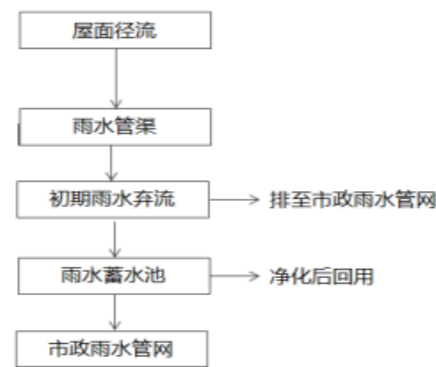 屋面径流
雨水管渠
初期雨水弃流
排至市政雨水管网
雨水蓄水池
净化后回用
市政雨水管网